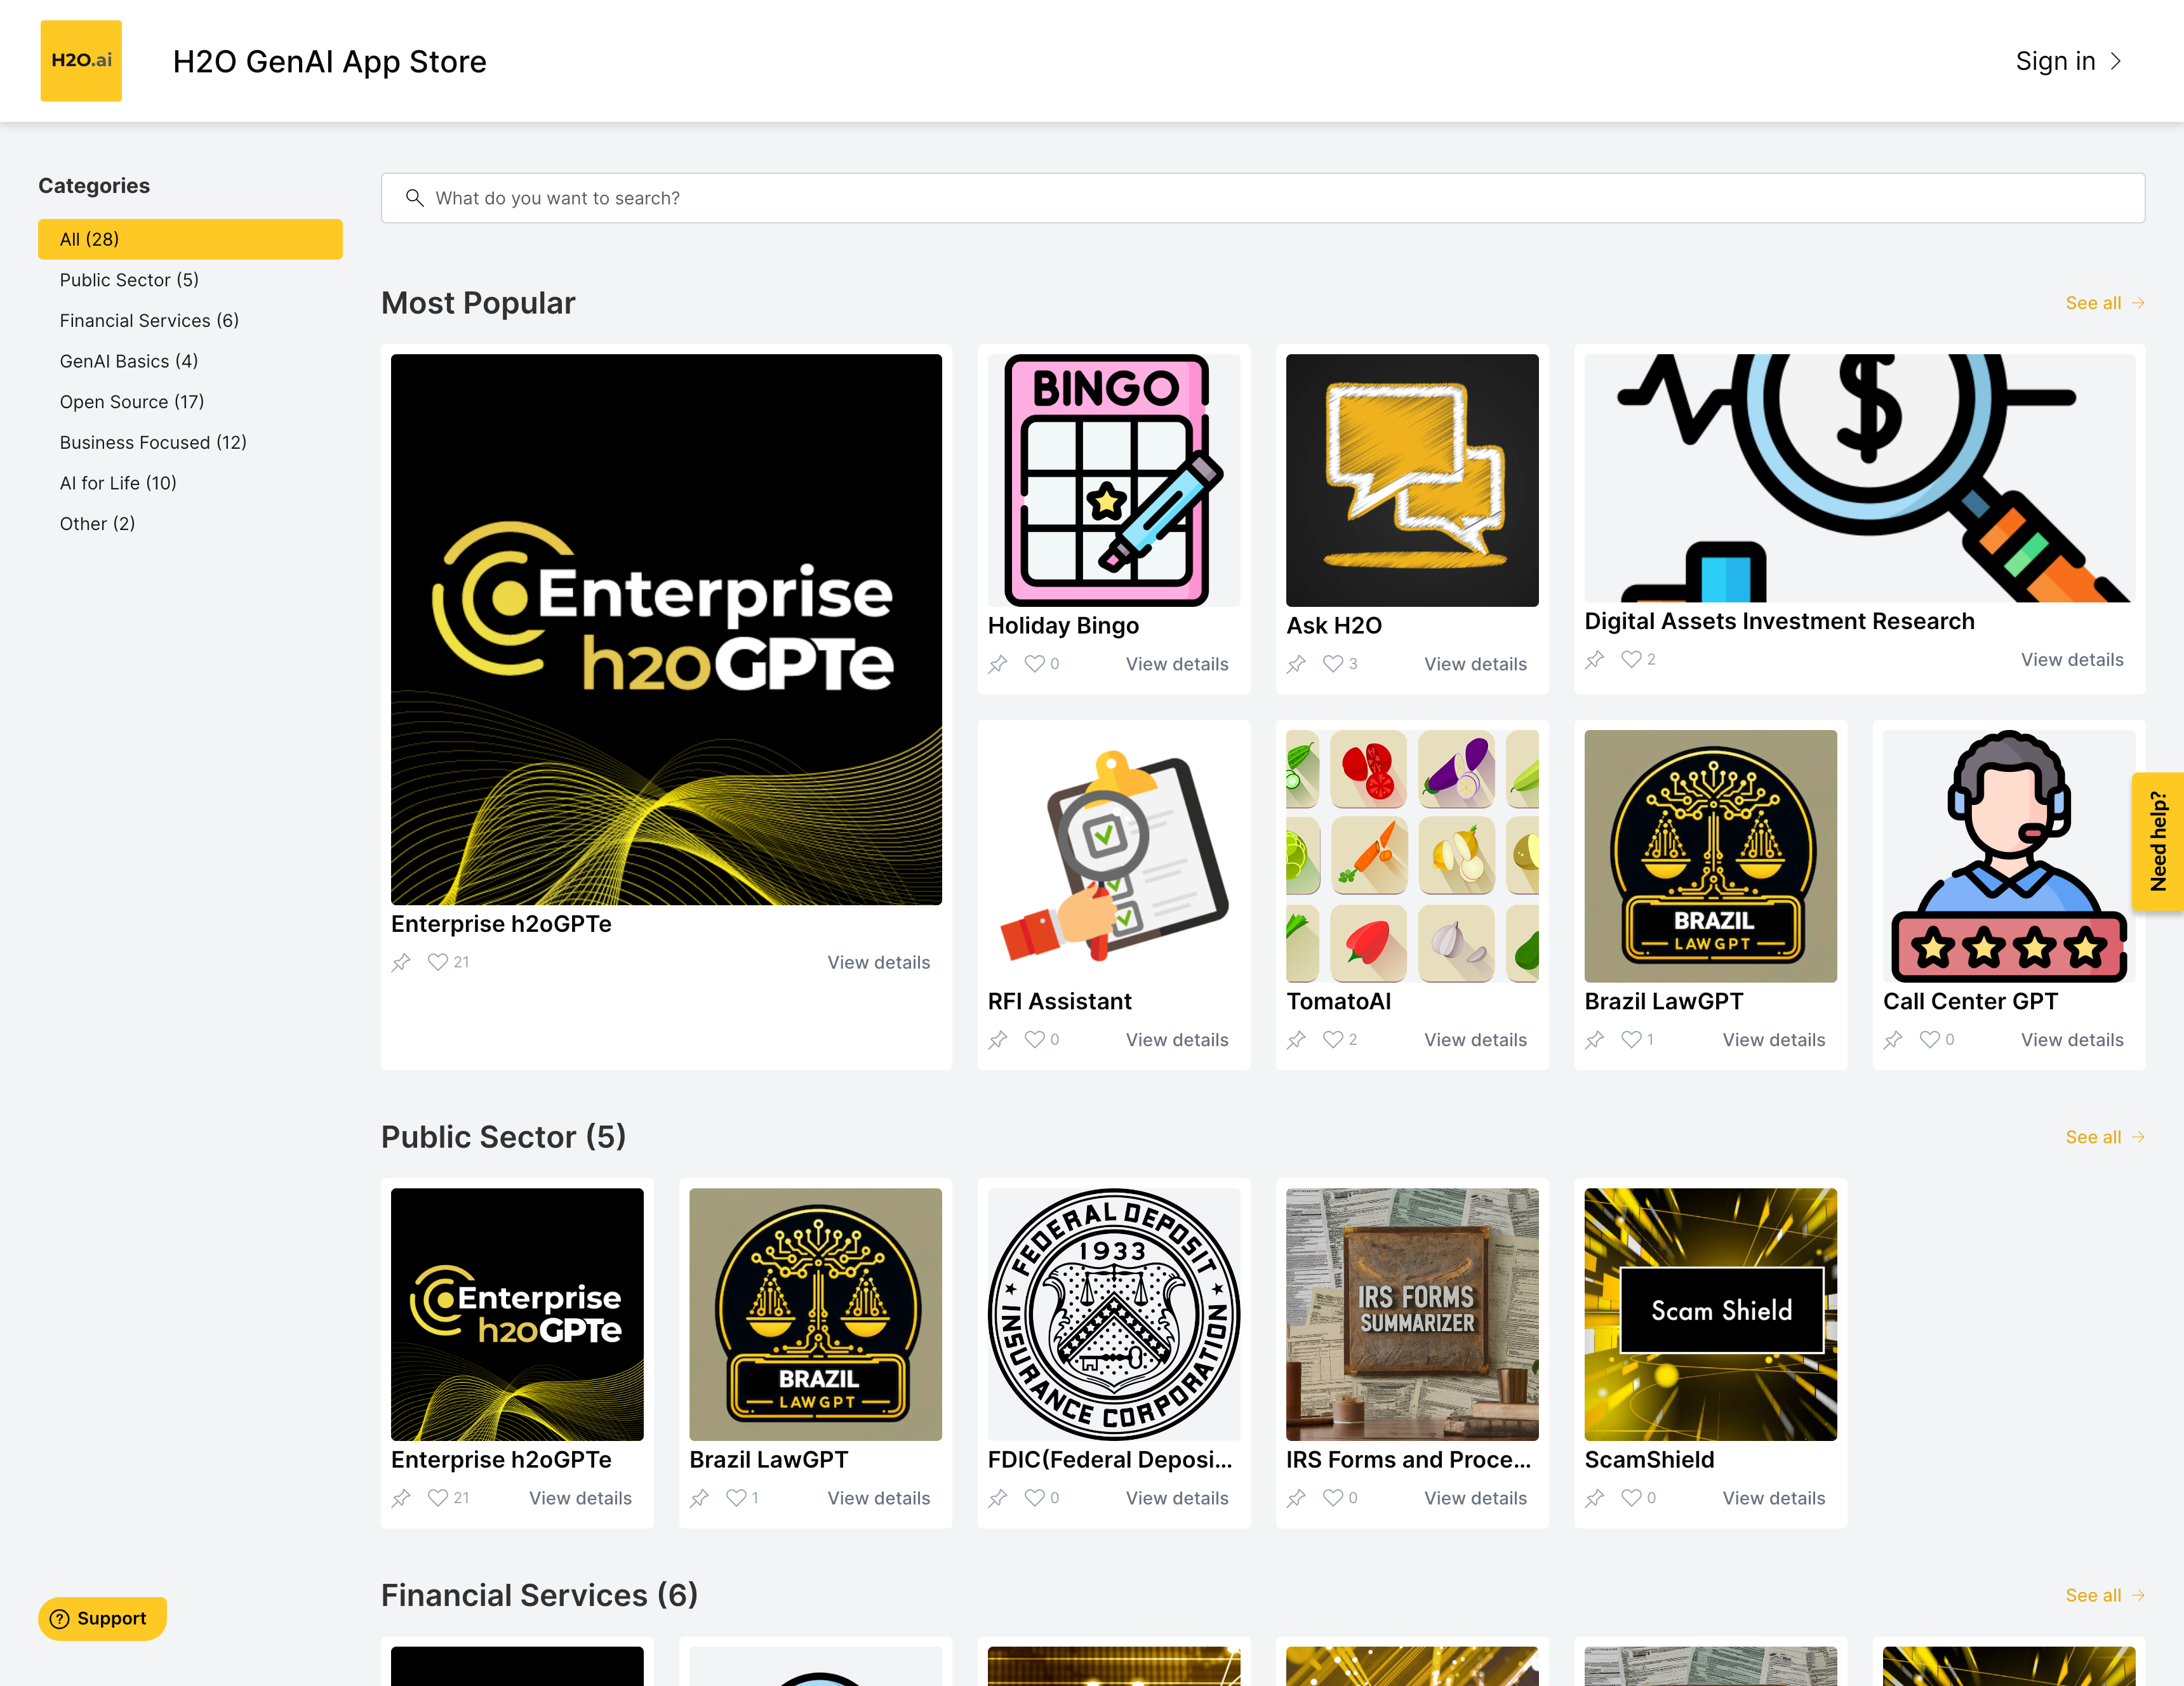 H2O.ai
H2O GenAI App Store
Sign in
Categories
All (28)
Public Sector (5)
Financial Services (6)
GenAI Basics (4)
Open Source (17)
Business Focused (12)
AI for Life (10)
Other (2)
What do you want to search?
Most Popular
See all
Enterprise
h2oGPTe
Enterprise h2oGPTe
21
View details
BINGO
Holiday Bingo
0
View details
Ask H2O
3
View details
$
Digital Assets Investment Research
2
View details
RFI Assistant
0
View details
TomatoAI
2
View details
BRAZIL
LAWGPT
Brazil LawGPT
1
View details
Call Center GPT
0
View details
Need help?
Public Sector (5)
See all
Enterprise
h2oGPTe
Enterprise h2oGPTe
21
View details
BRAZIL
LAWGPT
Brazil LawGPT
1
View details
FEDERAL DEPOSIT
INSURANCE CORPORATION
1933
FDIC(Federal Deposi...
0
View details
IRS FORMS
SUMMARIZER
IRS Forms and Proce...
0
View details
Scam Shield
ScamShield
0
View details
Financial Services (6)
See all
? Support